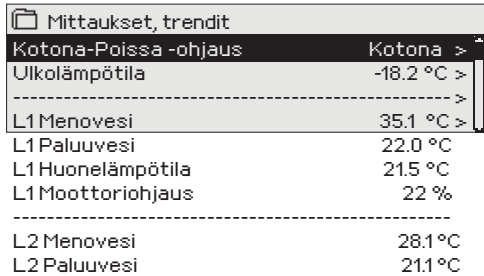 Mittaukset, trendit
Kotona-Poissa -ohjaus Kotona >
Ulkolämpötila -18.2 °C >
------------------------------------------------ >
L1 Menovesi 35.1 °C >
L1 Paluuvesi 22.0 °C
L1 Huonelämpötila 21.5 °C
L1 Moottoriohjaus 22 %
------------------------------------------------
L2 Menovesi 28.1 °C
L2 Paluuvesi 21.1 °C